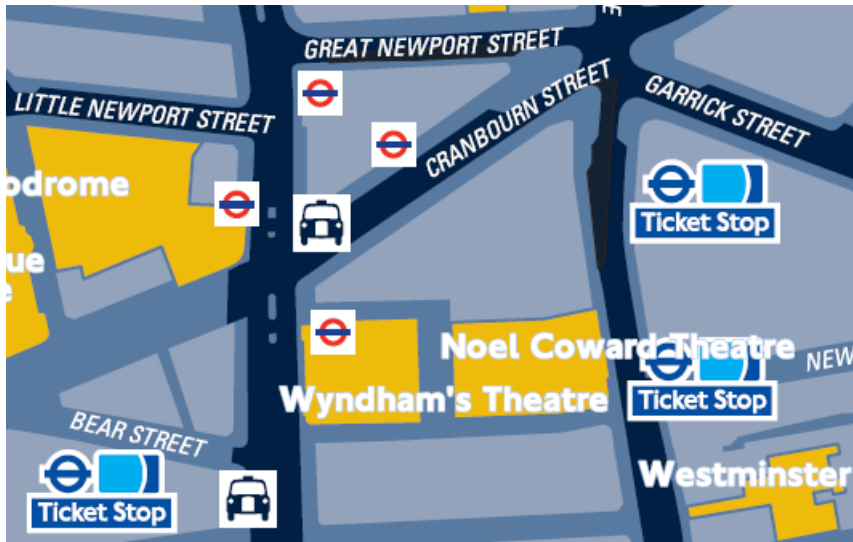 E
GREAT NEWPORT STREET
LITTLE NEWPORT STREET
CRANBOURN STREET
GARRICK STREET
odrome
Ticket Stop
ue
e
Noel Coward Theatre
NEW
Wyndham's Theatre
Ticket Stop
BEAR STREET
Westminster
Ticket Stop